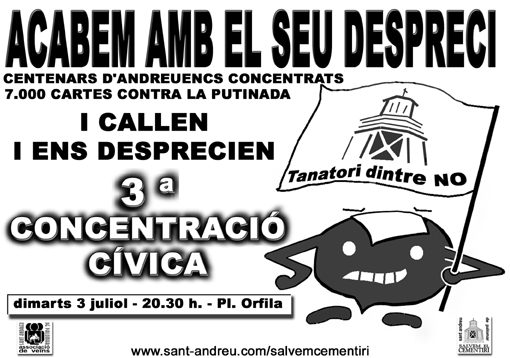 ACABEM AMB EL SEU DESPRECI
CENTENARS D'ANDREUENCS CONCENTRATS
7.000 CARTES CONTRA LA PUTINADA
I CALLEN
I ENS DESPRECIEN
3ª
CONCENTRACIÓ
CÍVICA
Tanatori dintre NO
dimarts 3 juliol - 20.30 h. - Pl. Orfila
associació
de veïns
SALVEM EL
CEMENTIRI
www.sant-andreu.com/salvemcementiri